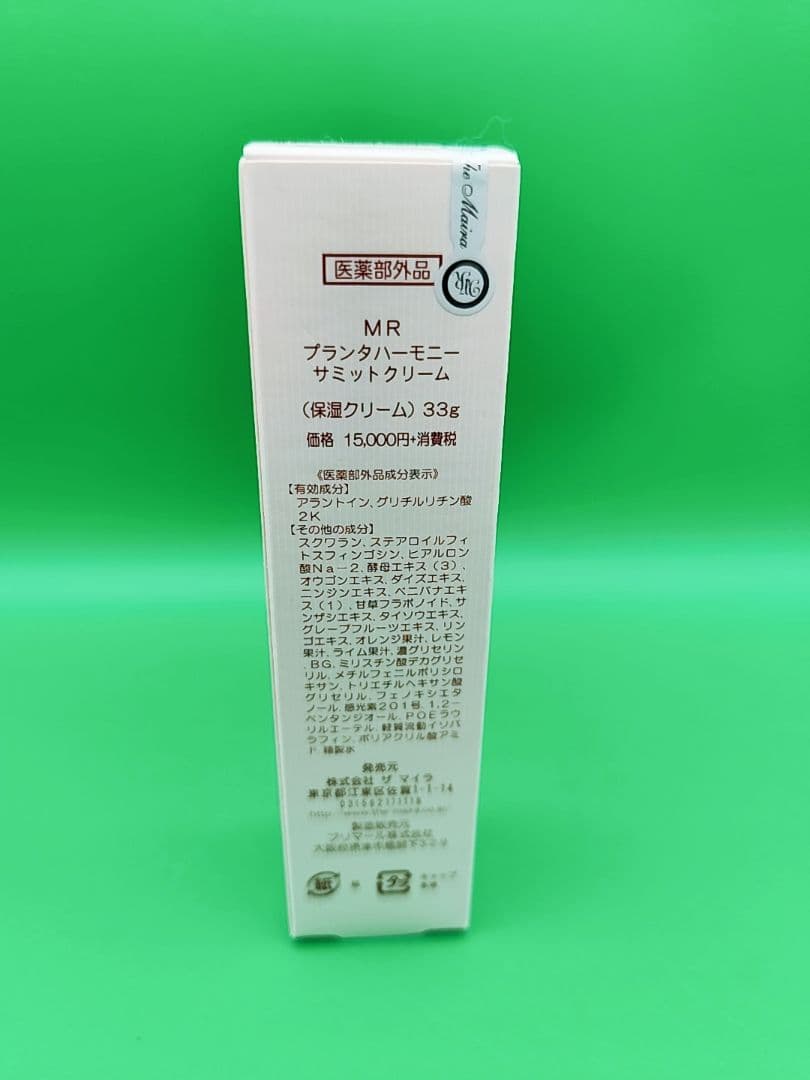 The Maira
医薬部外品
MR
MR
プランタハーモニー
サミットクリーム
（保湿クリーム）33g
価格 15,000円+消費税
《医薬部外品成分表示》
【有効成分】
アラントイン、グリチルリチン酸
2K
【その他の成分】
スクワラン、ステアロイルフィ
トスフィンゴシン、ヒアルロン
酸Na－2、酵母エキス（3）、
オウゴンエキス、ダイズエキス、
ニンジンエキス、ベニバナエキ
ス（1）、甘草フラボノイド、サ
ンザシエキス、タイソウエキス、
グレープフルーツエキス、リン
ゴエキス、オレンジ果汁、レモン
果汁、ライム果汁、濃グリセリン
、BG、ミリスチン酸デカグリセ
リル、メチルフェニルポリシロ
キサン、トリエチルヘキサン酸
グリセリル、フェノキシエタ
ノール、感光素201号、1,2－
ペンタンジオール、POEラウ
リルエーテル、軽質流動イソパ
ラフィン、ポリアクリル酸アミ
ド、精製水
発売元
株式会社 ザ マイラ
東京都江東区佐賀1-1-14
製造販売元